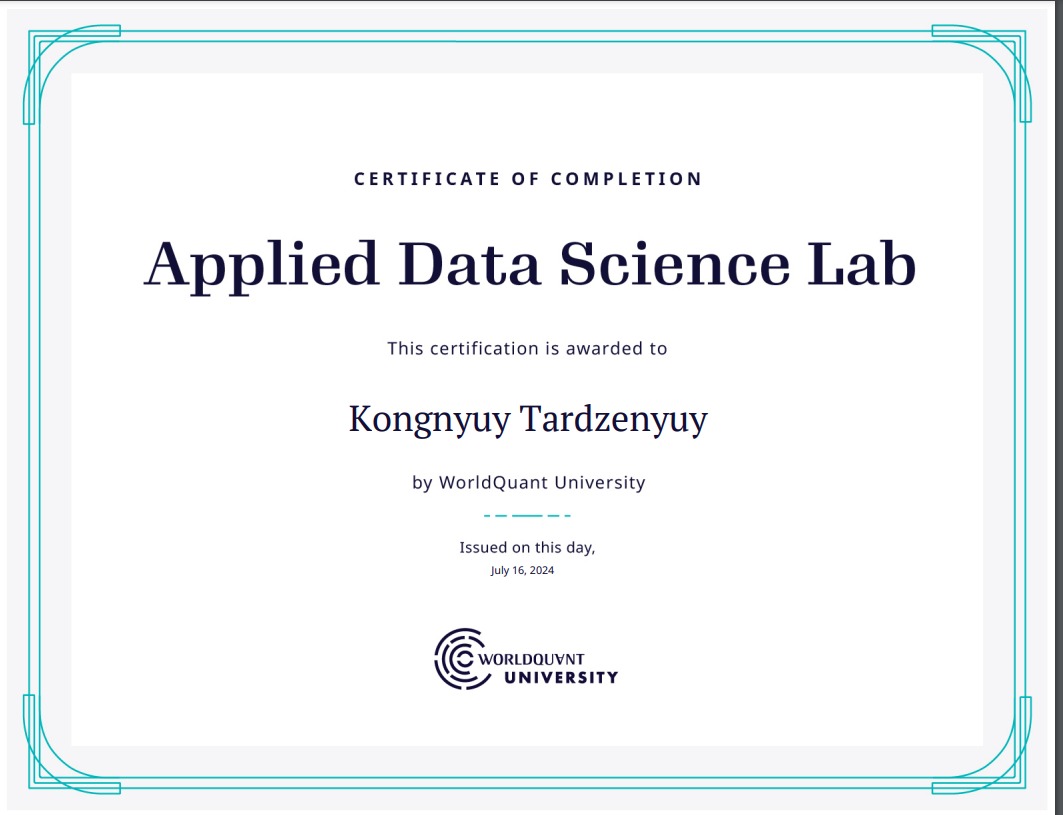 CERTIFICATE OF COMPLETION
Applied Data Science Lab
This certification is awarded to
Kongnyuy Tardzenyuy
by WorldQuant University
Issued on this day,
July 16, 2024
WORLDQUANT
UNIVERSITY